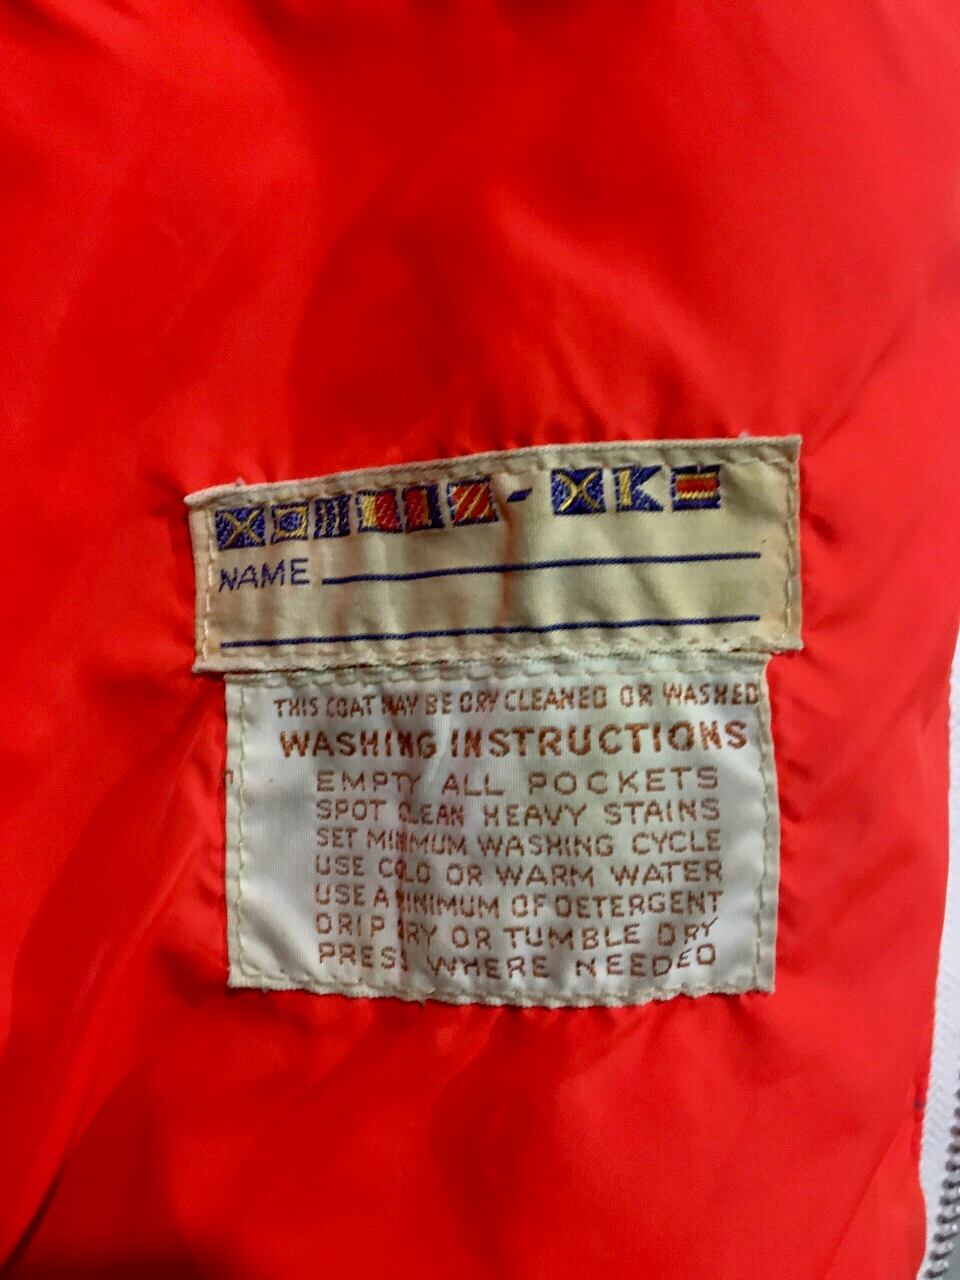 NAME
THIS COAT MAY BE DRY CLEANED OR WASHED
WASHING INSTRUCTIONS
EMPTY ALL POCKETS
SPOT CLEAN HEAVY STAINS
SET MINIMUM WASHING CYCLE
USE COLD OR WARM WATER
USE A MINIMUM OF DETERGENT
DRIP DRY OR TUMBLE DRY
PRESS WHERE NEEDED